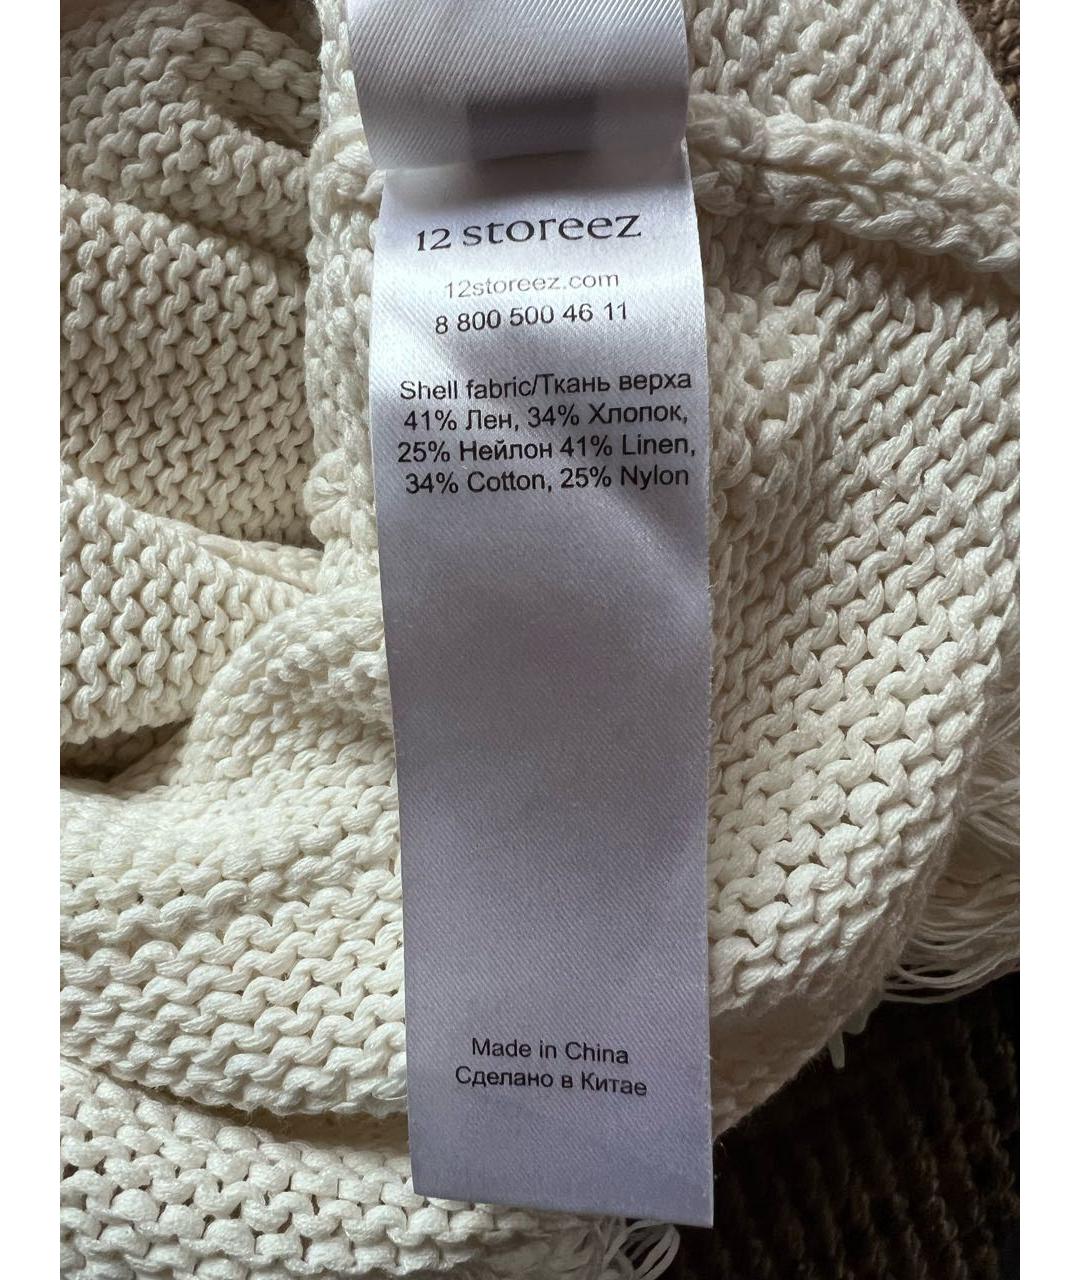 12 storeez
12storeez.com
8 800 500 46 11
Shell fabric/Ткань верха
41% Лен, 34% Хлопок,
25% Нейлон 41% Linen,
34% Cotton, 25% Nylon
Made in China
Сделано в Китае